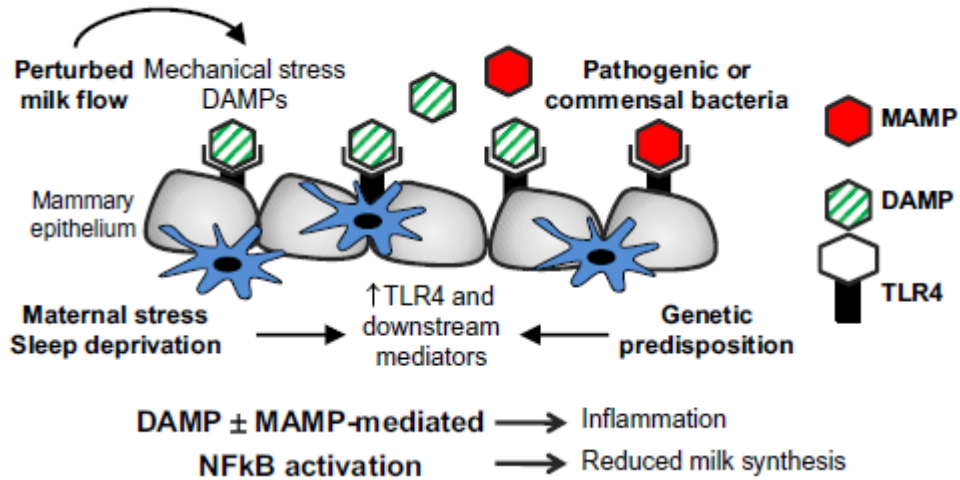 Perturbed
milk flow
Mechanical stress
DAMPs
Pathogenic or
commensal bacteria
MAMP
DAMP
TLR4
Mammary
epithelium
Maternal stress
Sleep deprivation
↑TLR4 and
downstream
mediators
Genetic
predisposition
DAMP ± MAMP-mediated → Inflammation
NFkB activation → Reduced milk synthesis